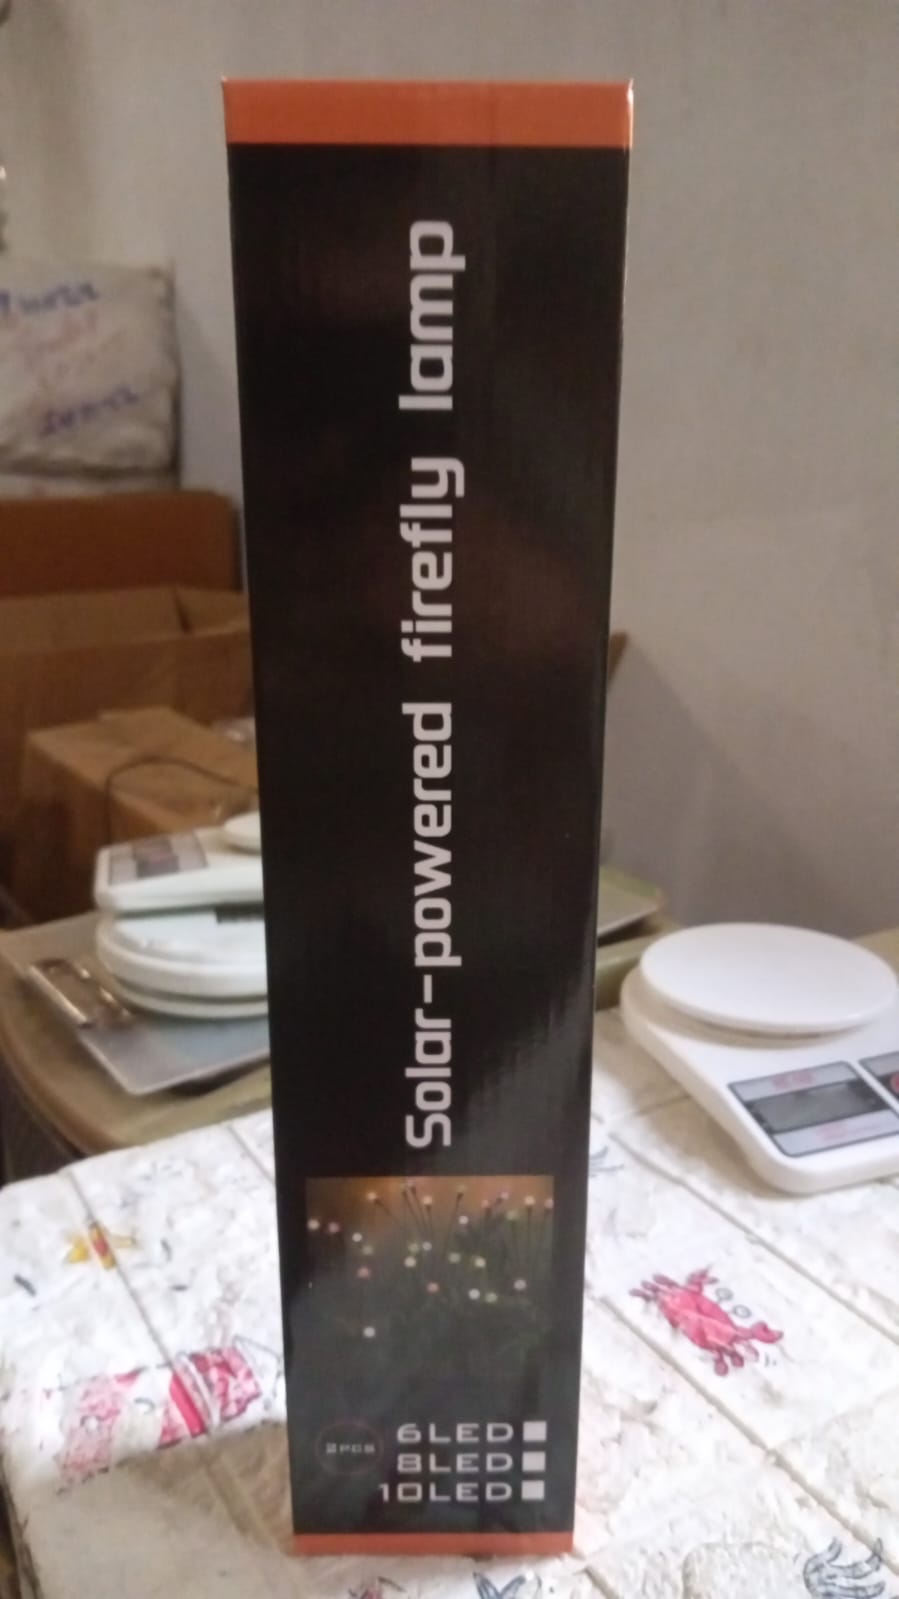 Solar-powered firefly lamp
2PCS
6LED
8LED
10LED